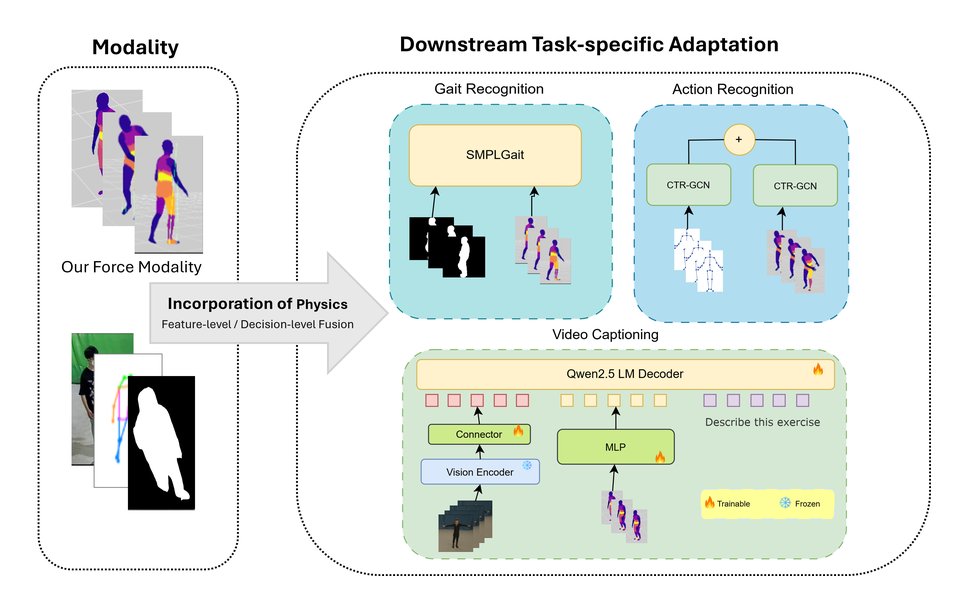 Modality
Downstream Task-specific Adaptation
Our Force Modality
Incorporation of Physics
Feature-level / Decision-level Fusion
Gait Recognition
SMPLGait
Action Recognition
+
CTR-GCN
CTR-GCN
Video Captioning
Qwen2.5 LM Decoder
Connector
Vision Encoder
MLP
Describe this exercise
Trainable
Frozen